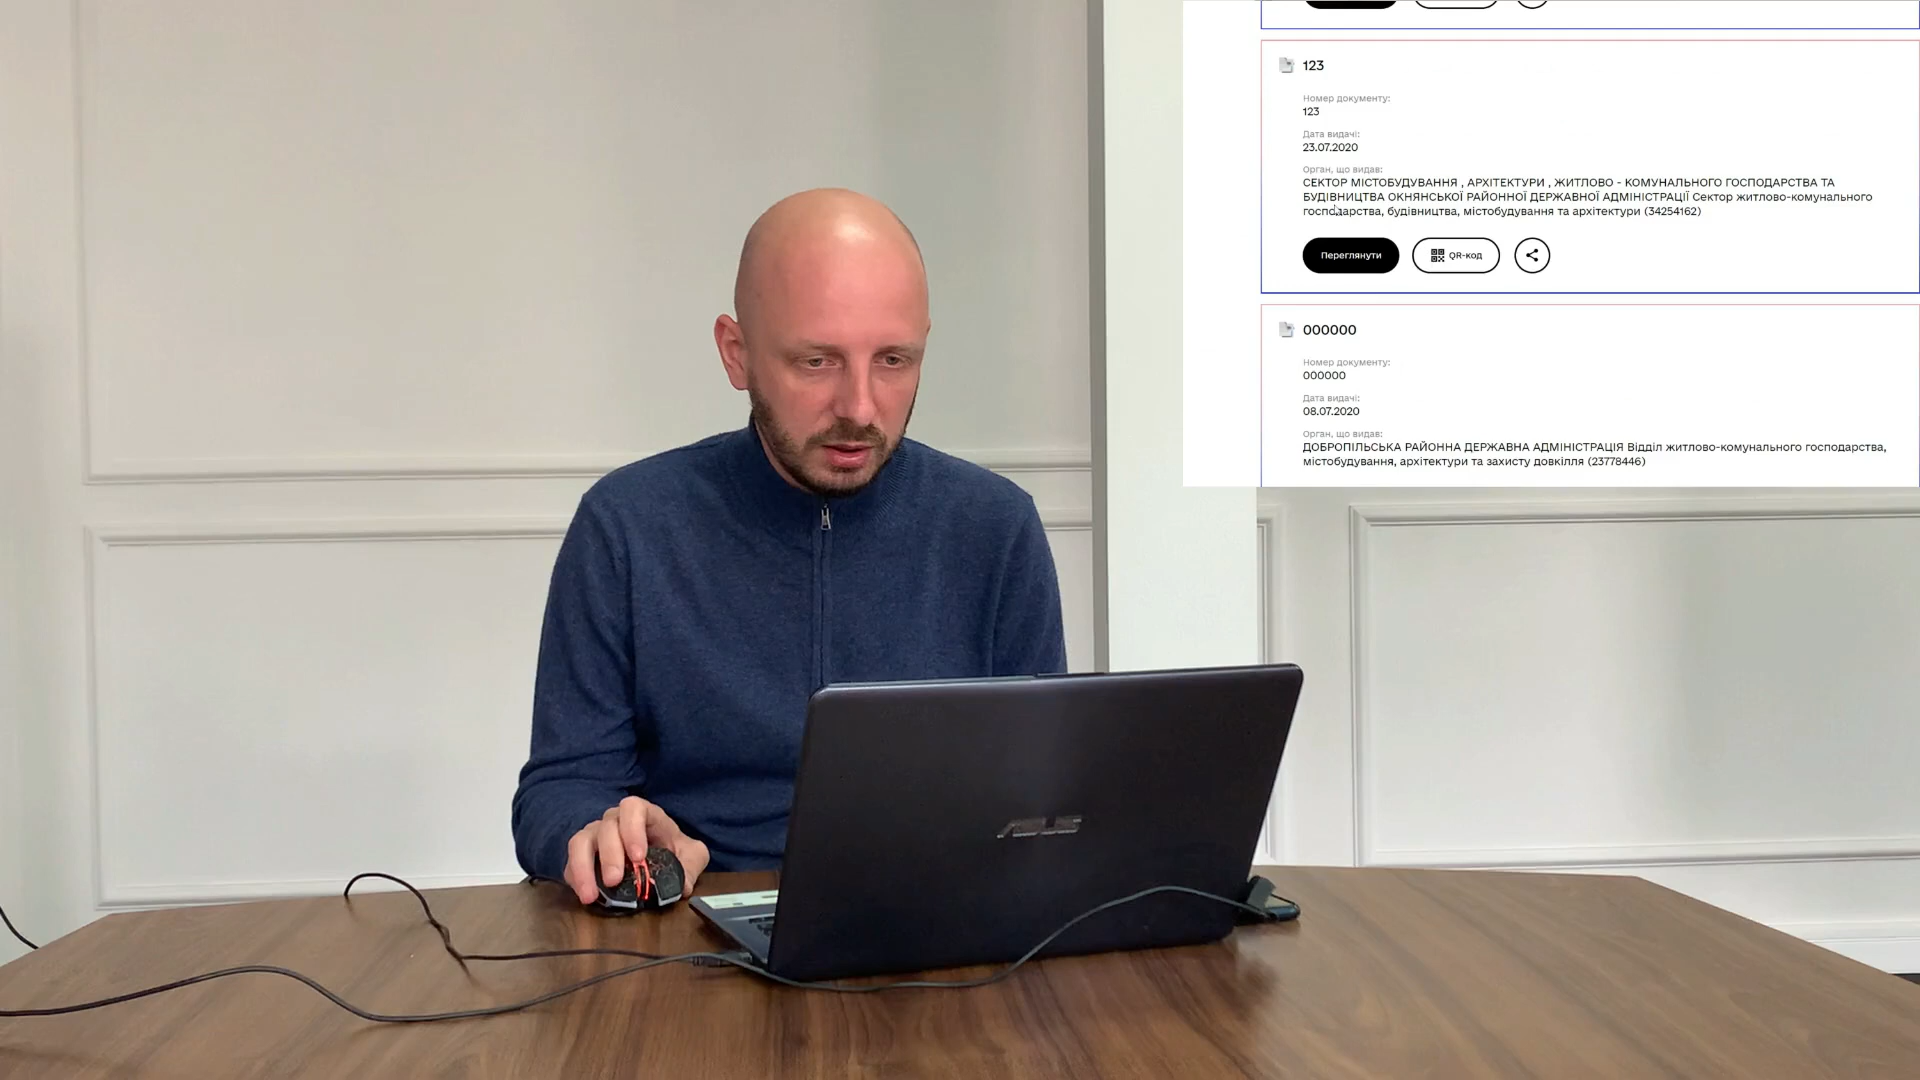 123
Номер документу:
123
Дата видачі:
23.07.2020
Орган, що видав:
СЕКТОР МІСТОБУДУВАННЯ , АРХІТЕКТУРИ , ЖИТЛОВО - КОМУНАЛЬНОГО ГОСПОДАРСТВА ТА
БУДІВНИЦТВА ОКНЯНСЬКОЇ РАЙОННОЇ ДЕРЖАВНОЇ АДМІНІСТРАЦІЇ Сектор житлово-комунального
господарства, будівництва, містобудування та архітектури (34254162)
Переглянути
QR-код
000000
Номер документу:
000000
Дата видачі:
08.07.2020
Орган, що видав:
ДОБРОПІЛЬСЬКА РАЙОННА ДЕРЖАВНА АДМІНІСТРАЦІЯ Відділ житлово-комунального господарства,
містобудування, архітектури та захисту довкілля (23778446)
ASUS